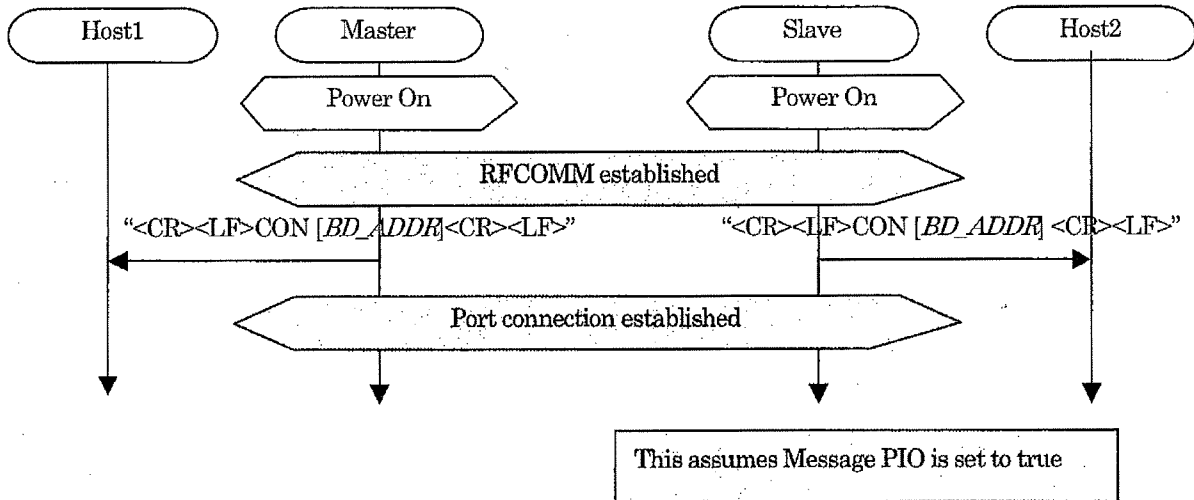 Host1 Master Slave Host2
Power On Power On
RFCOMM established
“<CR><LF>CON [BD_ADDR]<CR><LF>” “<CR><LF>CON [BD_ADDR] <CR><LF>”
Port connection established
This assumes Message PIO is set to true